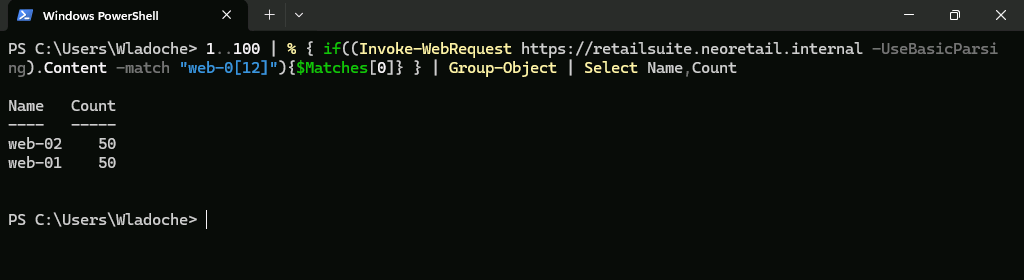 Windows PowerShell
PS C:\Users\Wladoche> 1..100 | % { if((Invoke-WebRequest https://retailsuite.neoretail.internal -UseBasicParsi
ng).Content -match "web-0[12]"){$Matches[0]} } | Group-Object | Select Name,Count
Name   Count
----   -----
web-02    50
web-01    50
PS C:\Users\Wladoche>